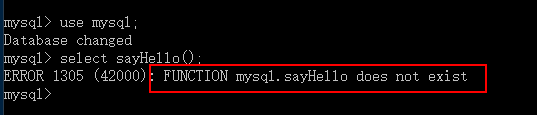 mysql> use mysql;
Database changed
mysql> select sayHello();
ERROR 1305 (42000): FUNCTION mysql.sayHello does not exist
mysql>